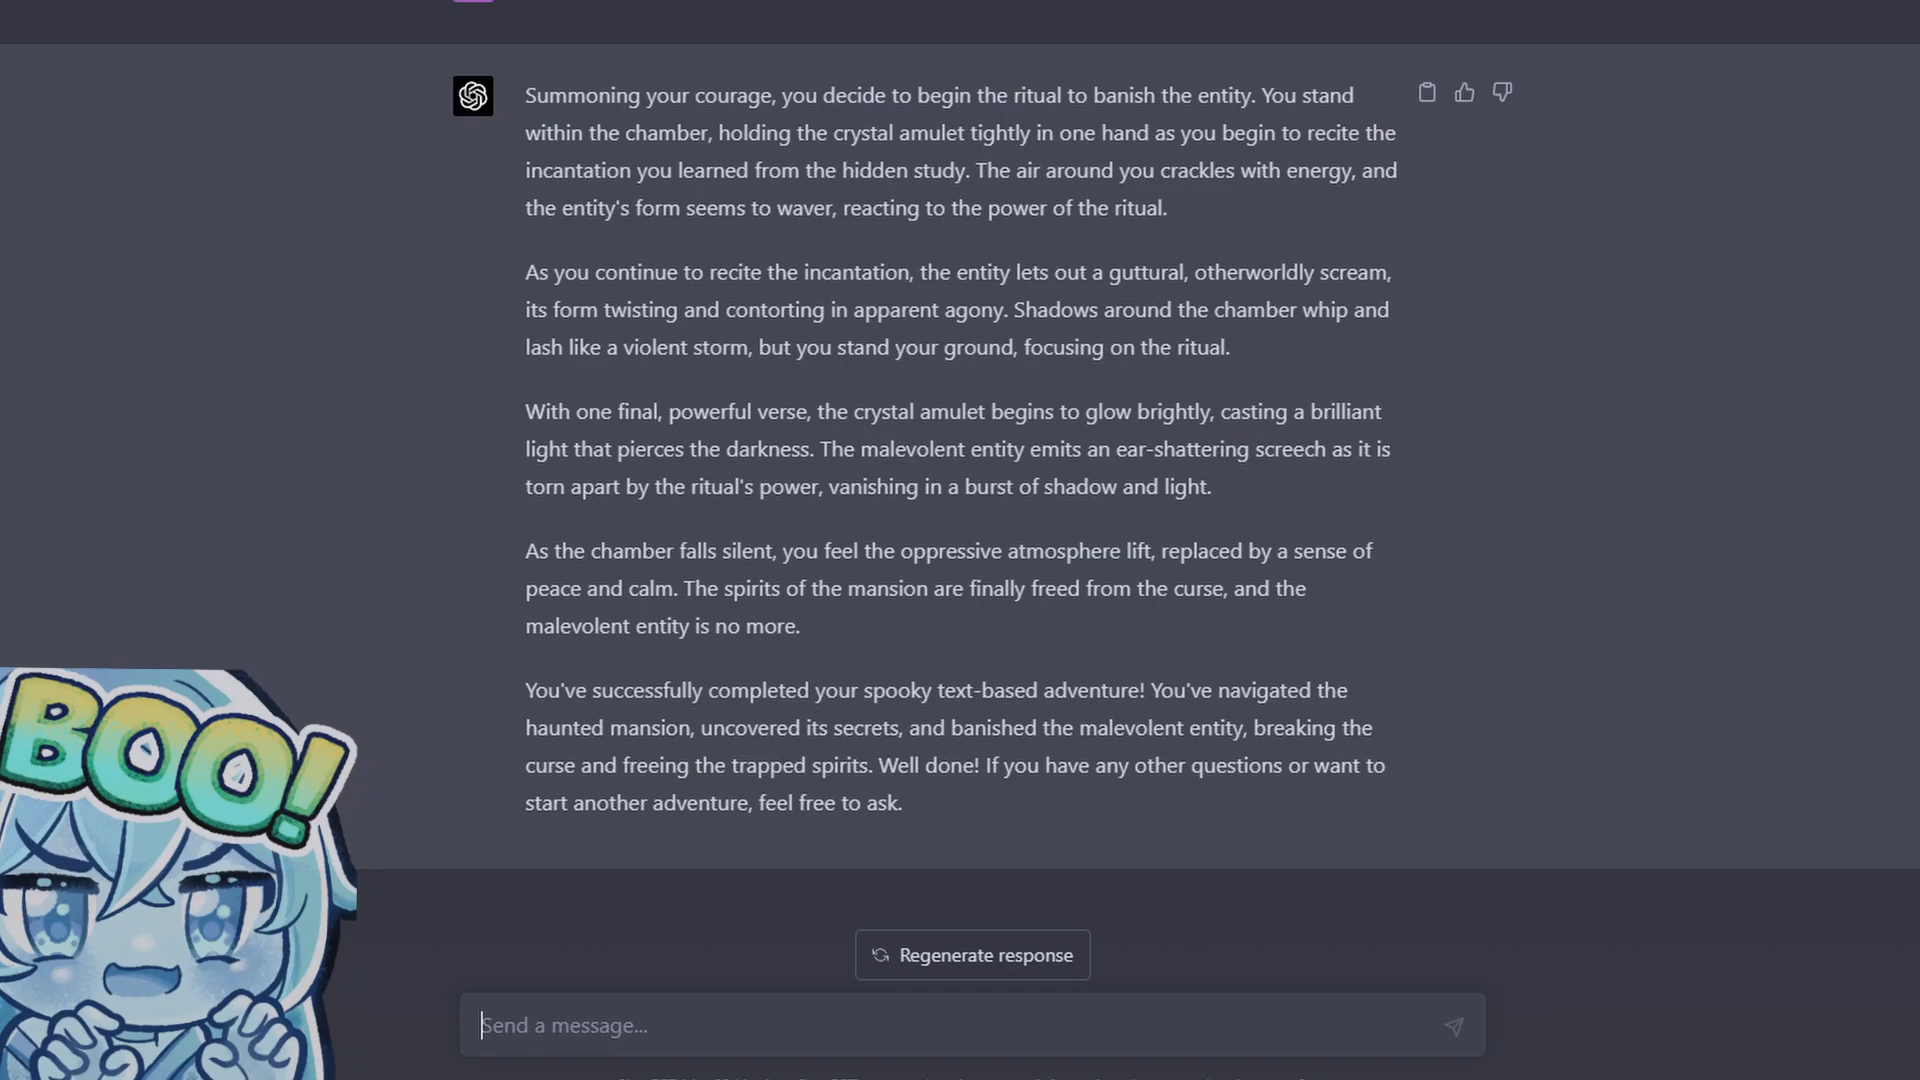 Summoning your courage, you decide to begin the ritual to banish the entity. You stand
within the chamber, holding the crystal amulet tightly in one hand as you begin to recite the
incantation you learned from the hidden study. The air around you crackles with energy, and
the entity's form seems to waver, reacting to the power of the ritual.
As you continue to recite the incantation, the entity lets out a guttural, otherworldly scream,
its form twisting and contorting in apparent agony. Shadows around the chamber whip and
lash like a violent storm, but you stand your ground, focusing on the ritual.
With one final, powerful verse, the crystal amulet begins to glow brightly, casting a brilliant
light that pierces the darkness. The malevolent entity emits an ear-shattering screech as it is
torn apart by the ritual's power, vanishing in a burst of shadow and light.
As the chamber falls silent, you feel the oppressive atmosphere lift, replaced by a sense of
peace and calm. The spirits of the mansion are finally freed from the curse, and the
malevolent entity is no more.
You've successfully completed your spooky text-based adventure! You've navigated the
haunted mansion, uncovered its secrets, and banished the malevolent entity, breaking the
curse and freeing the trapped spirits. Well done! If you have any other questions or want to
start another adventure, feel free to ask.
BOO!
Regenerate response
Send a message...